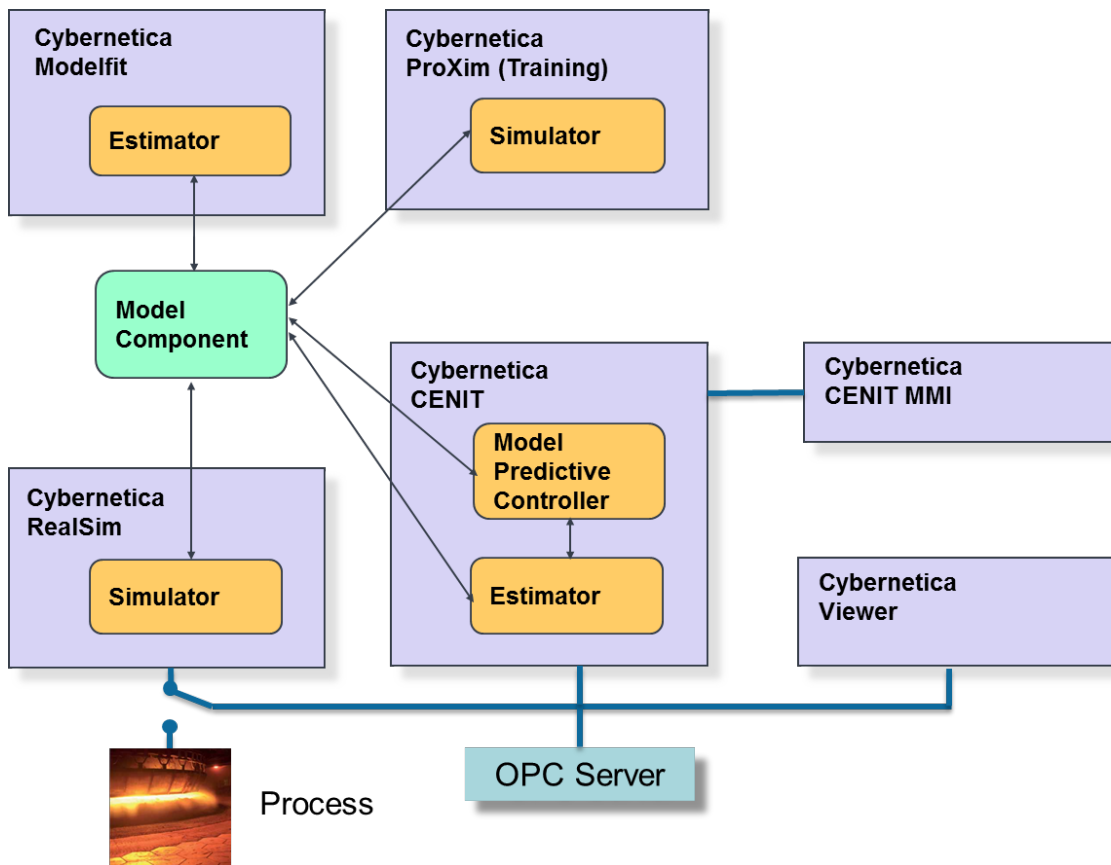 Cybernetica
Modelfit
Estimator
Cybernetica
ProXim (Training)
Simulator
Model
Component
Cybernetica
CENIT
Model
Predictive
Controller
Estimator
Cybernetica
CENIT MMI
Cybernetica
RealSim
Simulator
Cybernetica
Viewer
OPC Server
Process